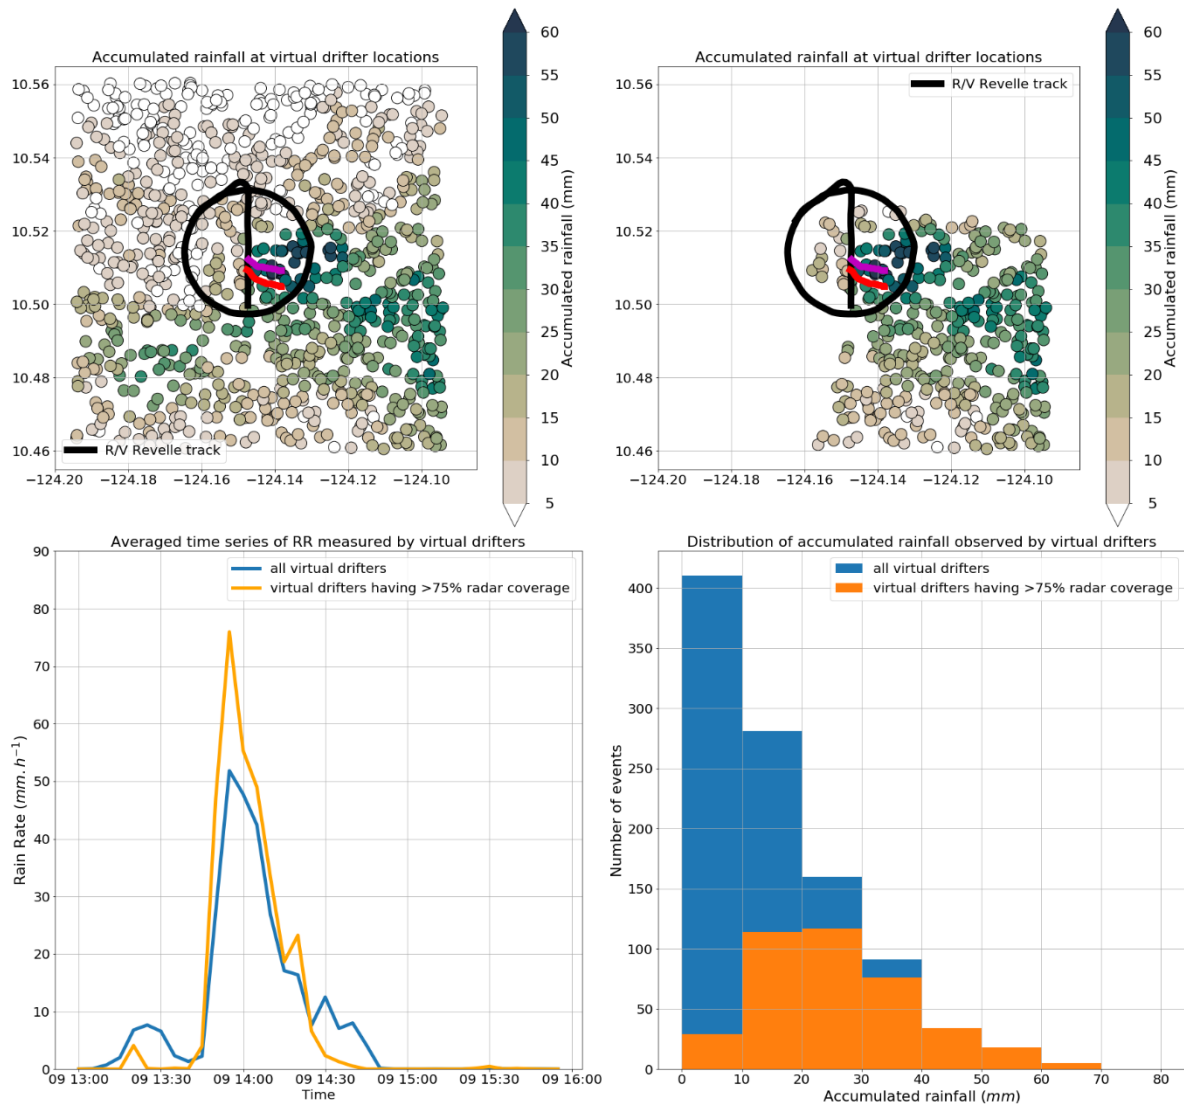 Accumulated rainfall at virtual drifter locations
10.56
10.54
10.52
10.50
10.48
10.46
R/V Revelle track
−124.20 −124.18 −124.16 −124.14 −124.12 −124.10
60
55
50
45
40
35
30
25
20
15
10
5
Accumulated rainfall (mm)
Accumulated rainfall at virtual drifter locations
R/V Revelle track
10.56
10.54
10.52
10.50
10.48
10.46
−124.20 −124.18 −124.16 −124.14 −124.12 −124.10
60
55
50
45
40
35
30
25
20
15
10
5
Accumulated rainfall (mm)
Averaged time series of RR measured by virtual drifters
all virtual drifters
virtual drifters having >75% radar coverage
90
80
70
60
50
40
30
20
10
0
Rain Rate (mm. h⁻¹)
09 13:00 09 13:30 09 14:00 09 14:30 09 15:00 09 15:30 09 16:00
Time
Distribution of accumulated rainfall observed by virtual drifters
all virtual drifters
virtual drifters having >75% radar coverage
400
350
300
250
200
150
100
50
0
Number of events
0 10 20 30 40 50 60 70 80
Accumulated rainfall (mm)